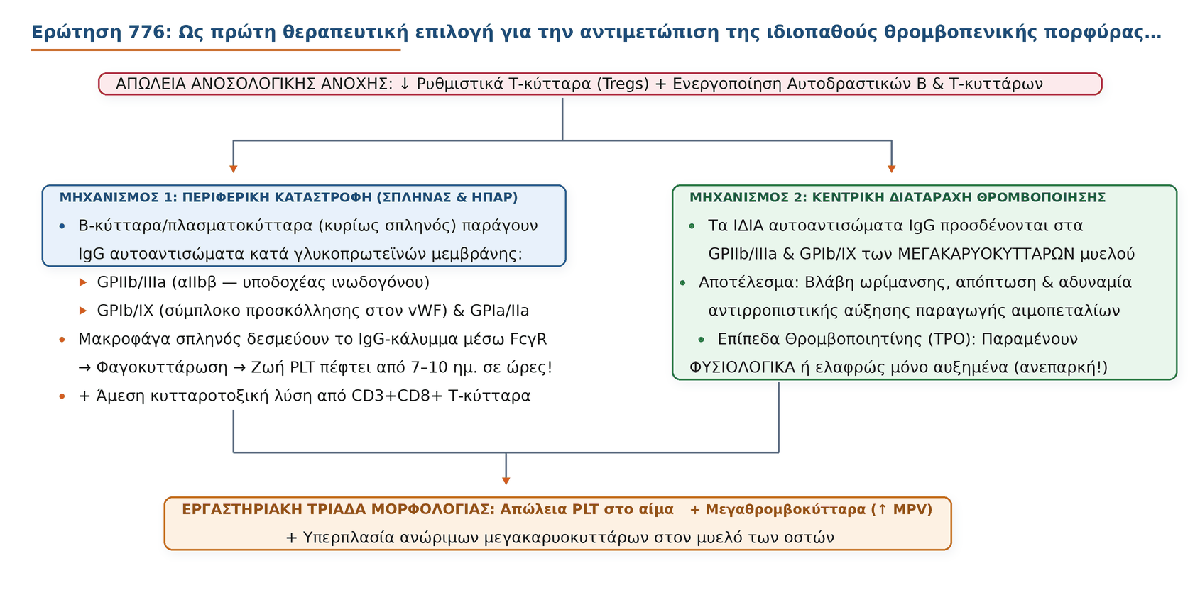 Ερώτηση 776: Ως πρώτη θεραπευτική επιλογή για την αντιμετώπιση της ιδιοπαθούς θρομβοπενικής πορφύρας...
ΑΠΩΛΕΙΑ ΑΝΟΣΟΛΟΓΙΚΗΣ ΑΝΟΧΗΣ: ↓ Ρυθμιστικά Τ-κύτταρα (Tregs) + Ενεργοποίηση Αυτοδραστικών Β & Τ-κυττάρων
ΜΗΧΑΝΙΣΜΟΣ 1: ΠΕΡΙΦΕΡΙΚΗ ΚΑΤΑΣΤΡΟΦΗ (ΣΠΛΗΝΑΣ & ΗΠΑΡ)
• Β-κύτταρα/πλασματοκύτταρα (κυρίως σπληνός) παράγουν
IgG αυτοαντισώματα κατά γλυκοπρωτεϊνών μεμβράνης:
▸ GPIIb/IIIa (αIIbβ — υποδοχέας ινωδογόνου)
▸ GPIb/IX (σύμπλοκο προσκόλλησης στον vWF) & GPIa/IIa
• Μακροφάγα σπληνός δεσμεύουν το IgG-κάλυμμα μέσω FcγR
→ Φαγοκυττάρωση → Ζωή PLT πέφτει από 7–10 ημ. σε ώρες!
• + Άμεση κυτταροτοξική λύση από CD3+CD8+ Τ-κύτταρα
ΜΗΧΑΝΙΣΜΟΣ 2: ΚΕΝΤΡΙΚΗ ΔΙΑΤΑΡΑΧΗ ΘΡΟΜΒΟΠΟΙΗΣΗΣ
• Τα ΙΔΙΑ αυτοαντισώματα IgG προσδένονται στα
GPIIb/IIIa & GPIb/IX των ΜΕΓΑΚΑΡΥΟΚΥΤΤΑΡΩΝ μυελού
• Αποτέλεσμα: Βλάβη ωρίμανσης, απόπτωση & αδυναμία
αντιρροπιστικής αύξησης παραγωγής αιμοπεταλίων
• Επίπεδα Θρομβοποιητίνης (TPO): Παραμένουν
ΦΥΣΙΟΛΟΓΙΚΑ ή ελαφρώς μόνο αυξημένα (ανεπαρκή!)
ΕΡΓΑΣΤΗΡΙΑΚΗ ΤΡΙΑΔΑ ΜΟΡΦΟΛΟΓΙΑΣ: Απώλεια PLT στο αίμα + Μεγαθρομβοκύτταρα (↑ MPV)
+ Υπερπλασία ανώριμων μεγακαρυοκυττάρων στον μυελό των οστών